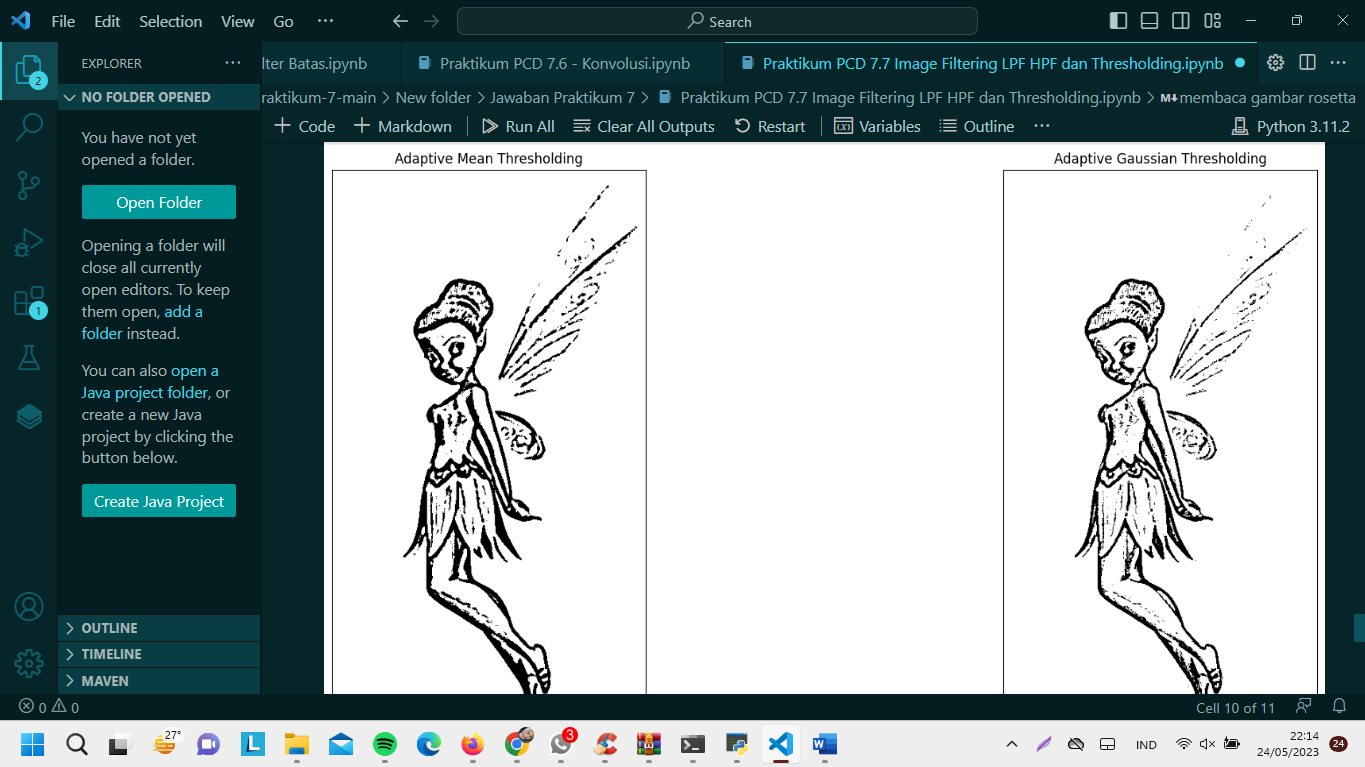 File Edit Selection View Go ··· Search
EXPLORER ···
lter Batas.ipynb Praktikum PCD 7.6 - Konvolusi.ipynb Praktikum PCD 7.7 Image Filtering LPF HPF dan Thresholding.ipynb ···
NO FOLDER OPENED
raktikum-7-main > New folder > Jawaban Praktikum 7 > Praktikum PCD 7.7 Image Filtering LPF HPF dan Thresholding.ipynb > M↓membaca gambar rosetta
+ Code + Markdown Run All Clear All Outputs Restart Variables Outline ··· Python 3.11.2
You have not yet
opened a folder.
Open Folder
Opening a folder will
close all currently
open editors. To keep
them open, add a
folder instead.
You can also open a
Java project folder, or
create a new Java
project by clicking the
button below.
Create Java Project
2
1
OUTLINE
TIMELINE
MAVEN
Adaptive Mean Thresholding
Adaptive Gaussian Thresholding
0 0
Cell 10 of 11
27°
L
3
W
IND
22:14
24/05/2023
24